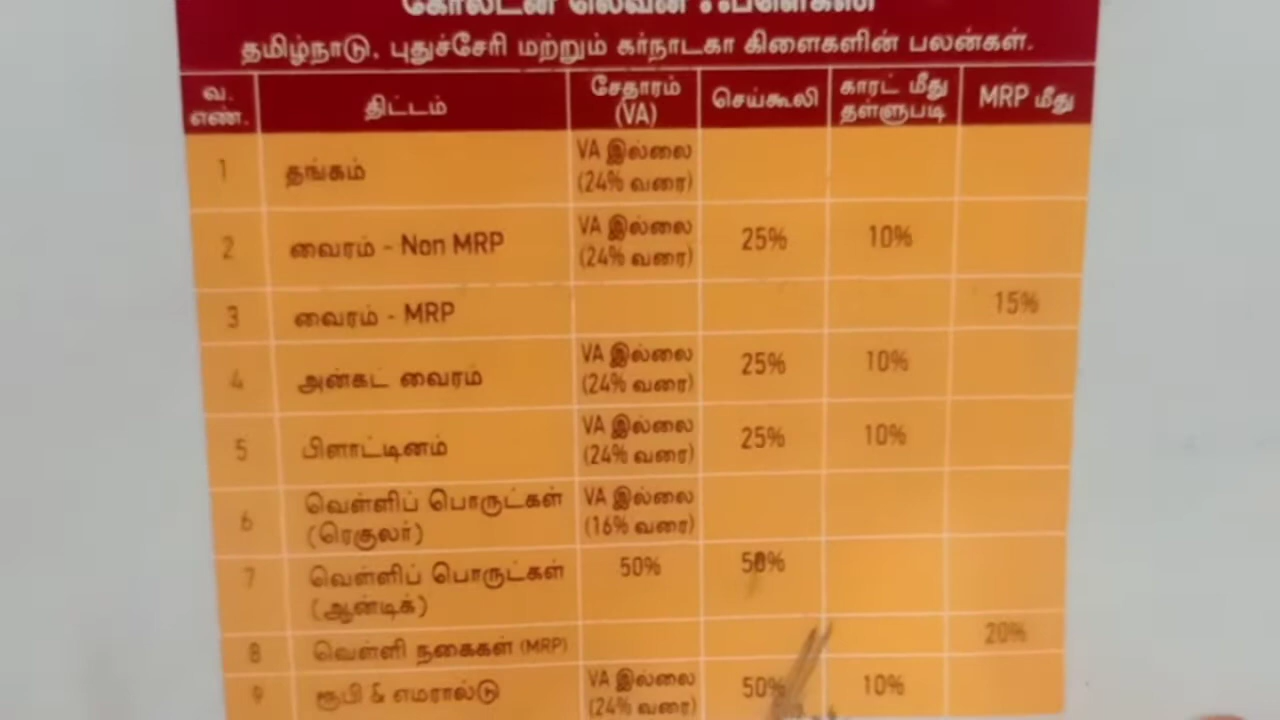 கோல்டன் லெவன் ஃப்ளெக்ஸி
தமிழ்நாடு, புதுச்சேரி மற்றும் கர்நாடகா கிளைகளின் பலன்கள்.
வ. எண். திட்டம் சேதாரம் (VA) செய்கூலி காரட் மீது தள்ளுபடி MRP மீது
1 தங்கம் VA இல்லை (24% வரை)
2 வைரம் - Non MRP VA இல்லை (24% வரை) 25% 10%
3 வைரம் - MRP 15%
4 அன்கட் வைரம் VA இல்லை (24% வரை) 25% 10%
5 பிளாட்டினம் VA இல்லை (24% வரை) 25% 10%
6 வெள்ளிப் பொருட்கள் (ரெகுலர்) VA இல்லை (16% வரை)
7 வெள்ளிப் பொருட்கள் (ஆன்டிக்) 50% 50%
8 வெள்ளி நகைகள் (MRP) 20%
9 ரூபி & எமரால்டு VA இல்லை (24% வரை) 50% 10%